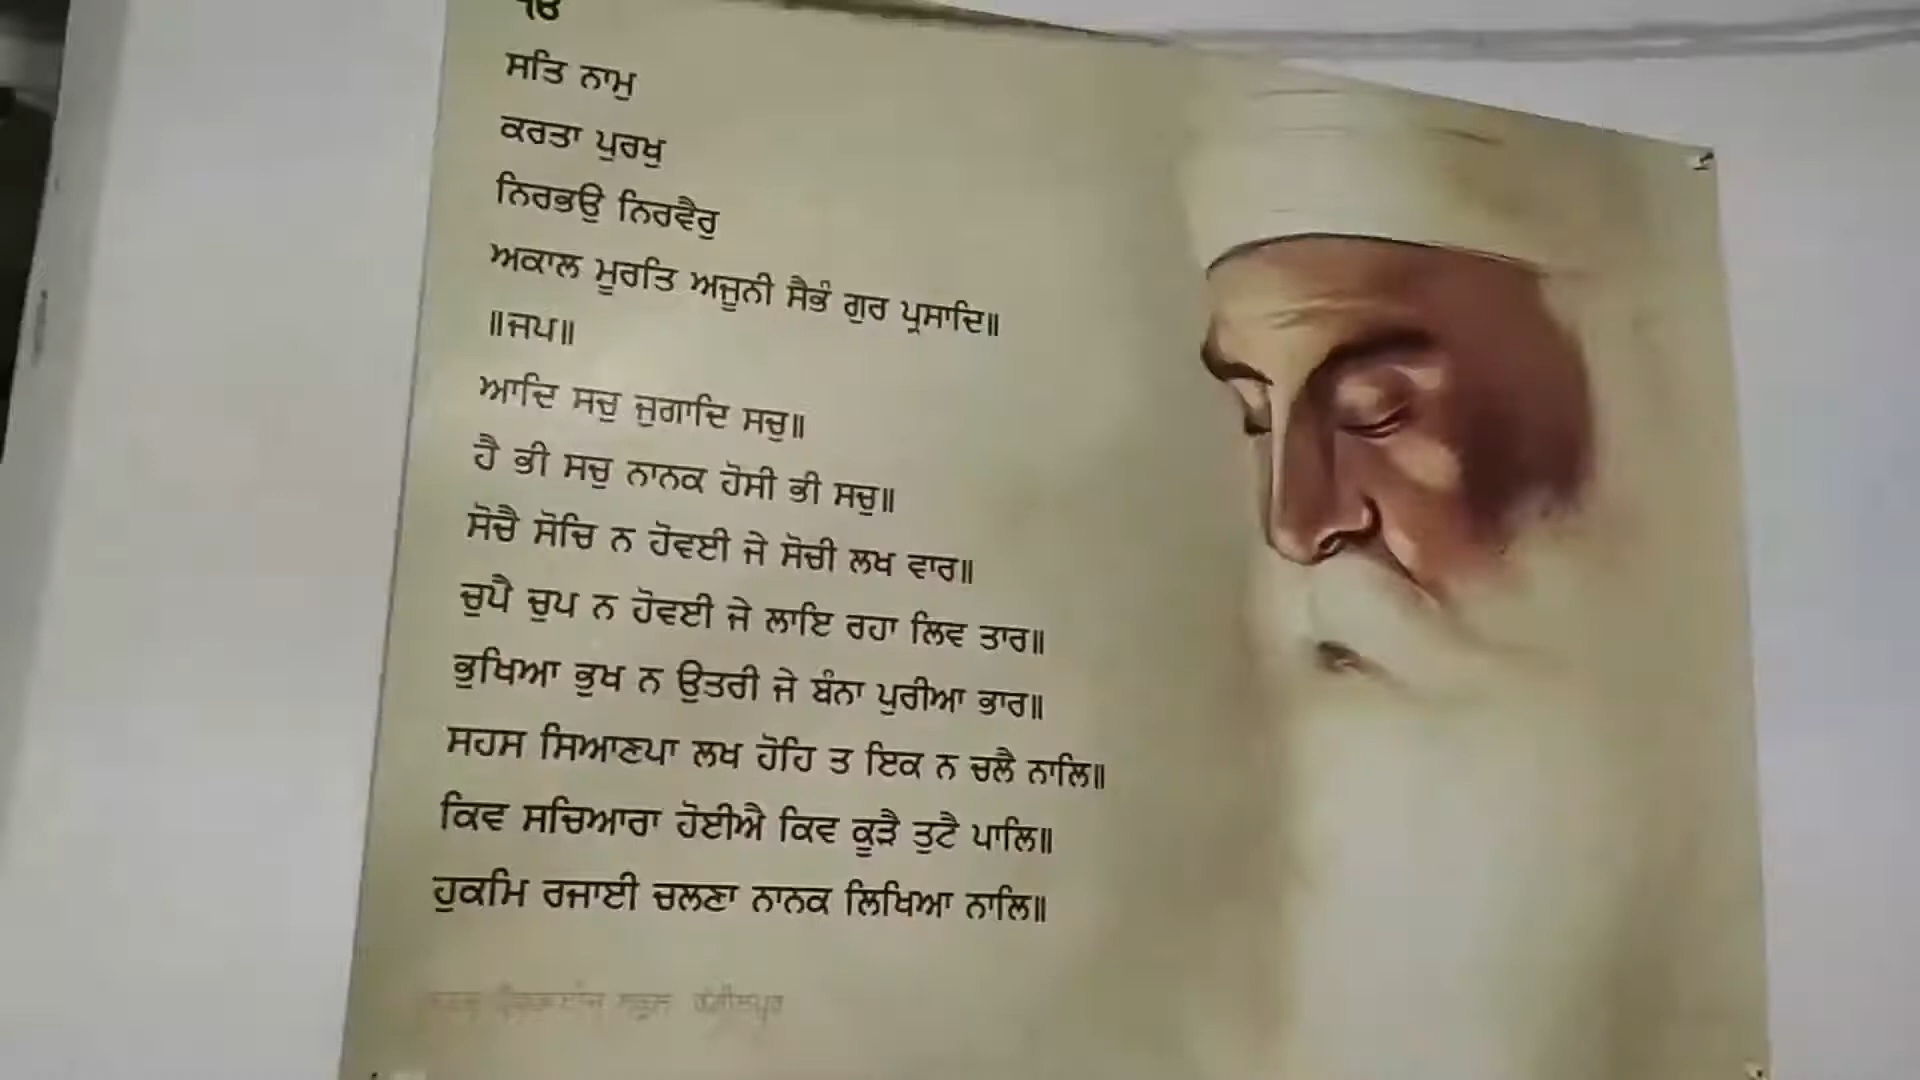 ੴ
ਸਤਿ ਨਾਮੁ
ਕਰਤਾ ਪੁਰਖੁ
ਨਿਰਭਉ ਨਿਰਵੈਰੁ
ਅਕਾਲ ਮੂਰਤਿ ਅਜੂਨੀ ਸੈਭੰ ਗੁਰ ਪ੍ਰਸਾਦਿ॥
॥ਜਪ॥
ਆਦਿ ਸਚੁ ਜੁਗਾਦਿ ਸਚੁ॥
ਹੈ ਭੀ ਸਚੁ ਨਾਨਕ ਹੋਸੀ ਭੀ ਸਚੁ॥
ਸੋਚੈ ਸੋਚਿ ਨ ਹੋਵਈ ਜੇ ਸੋਚੀ ਲਖ ਵਾਰ॥
ਚੁਪੈ ਚੁਪ ਨ ਹੋਵਈ ਜੇ ਲਾਇ ਰਹਾ ਲਿਵ ਤਾਰ॥
ਭੁਖਿਆ ਭੁਖ ਨ ਉਤਰੀ ਜੇ ਬੰਨਾ ਪੁਰੀਆ ਭਾਰ॥
ਸਹਸ ਸਿਆਣਪਾ ਲਖ ਹੋਹਿ ਤ ਇਕ ਨ ਚਲੈ ਨਾਲਿ॥
ਕਿਵ ਸਚਿਆਰਾ ਹੋਈਐ ਕਿਵ ਕੂੜੈ ਤੁਟੈ ਪਾਲਿ॥
ਹੁਕਮਿ ਰਜਾਈ ਚਲਣਾ ਨਾਨਕ ਲਿਖਿਆ ਨਾਲਿ॥